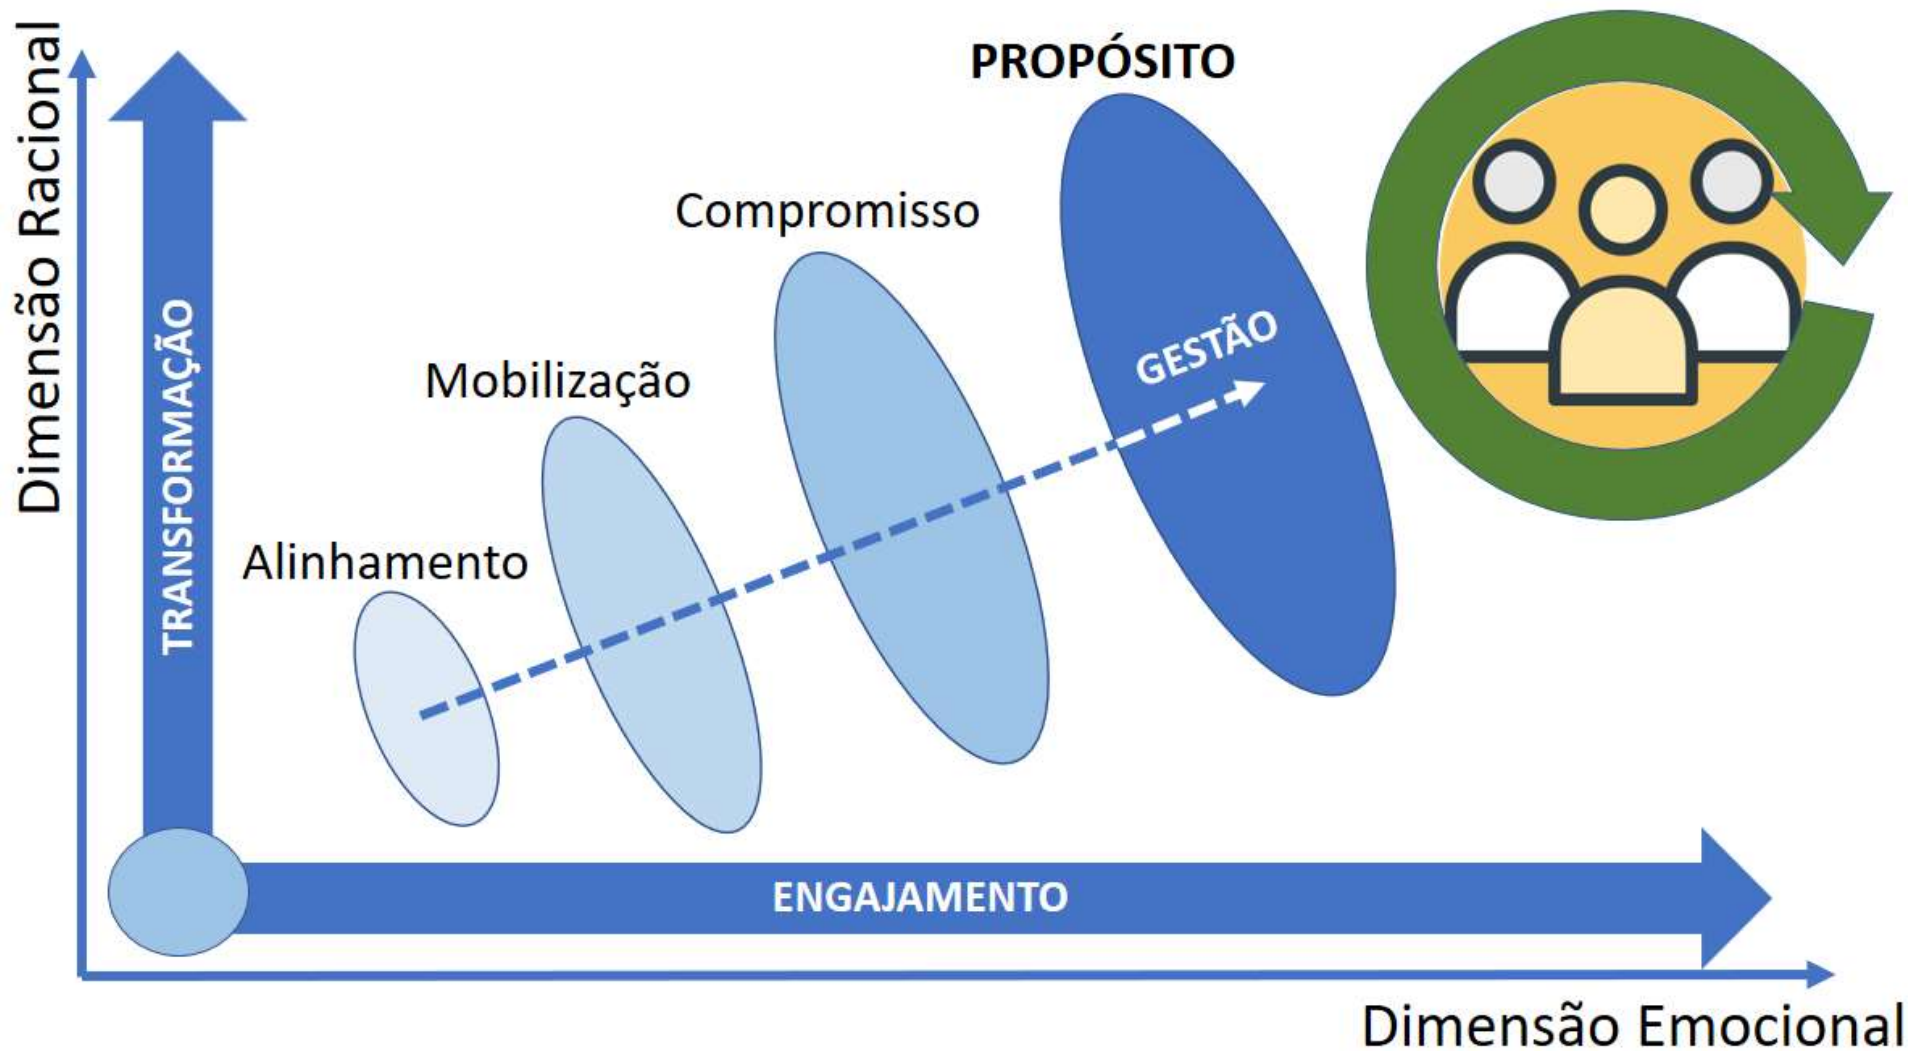 Dimensão Racional
TRANSFORMAÇÃO
PROPÓSITO
Compromisso
Mobilização
Alinhamento
GESTÃO
ENGAJAMENTO
Dimensão Emocional